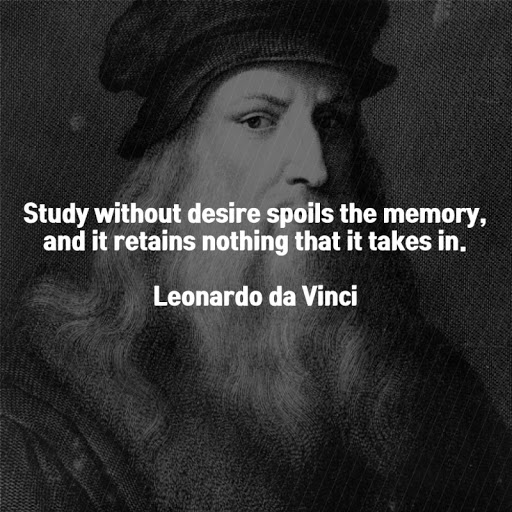 Study without desire spoils the memory,
and it retains nothing that it takes in.
Leonardo da Vinci